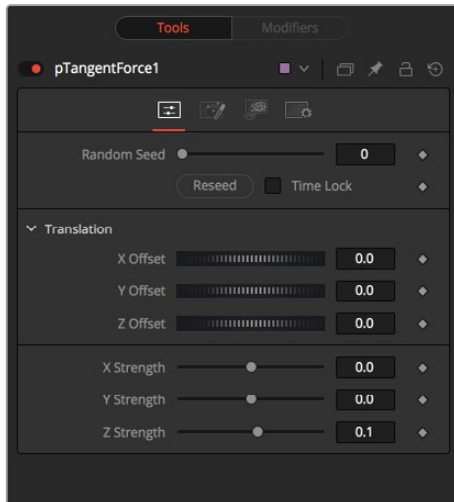 Tools Modifiers
pTangentForce1
Random Seed 0
Reseed Time Lock
Translation
X Offset 0.0
Y Offset 0.0
Z Offset 0.0
X Strength 0.0
Y Strength 0.0
Z Strength 0.1